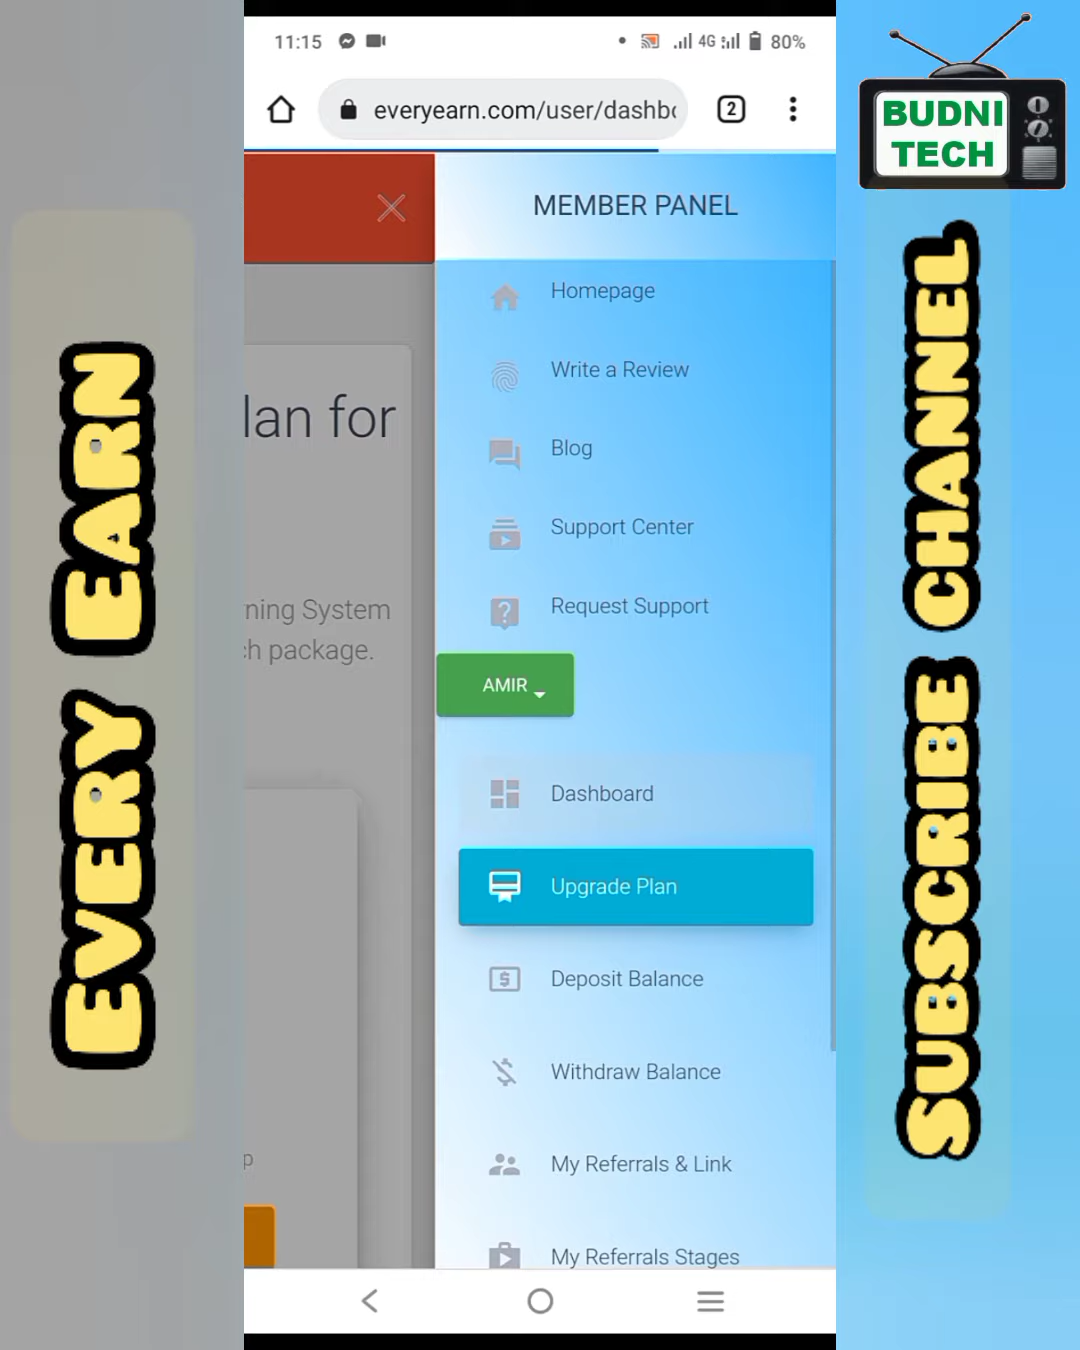 11:15
4G
80%
everyearn.com/user/dashbo
2
BUDNI
TECH
MEMBER PANEL
Homepage
Write a Review
Blog
Support Center
Request Support
AMIR
Dashboard
Upgrade Plan
Deposit Balance
Withdraw Balance
My Referrals & Link
My Referrals Stages
lan for
ning System
ch package.
p
EVERY EARN
SUBSCRIBE CHANNEL